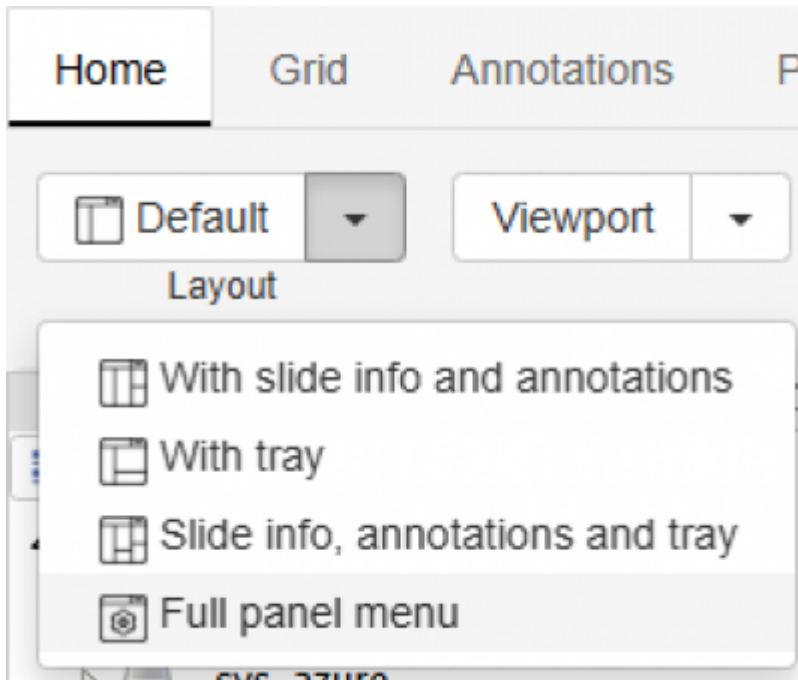 Home Grid Annotations P
Default Viewport
Layout
With slide info and annotations
With tray
Slide info, annotations and tray
Full panel menu